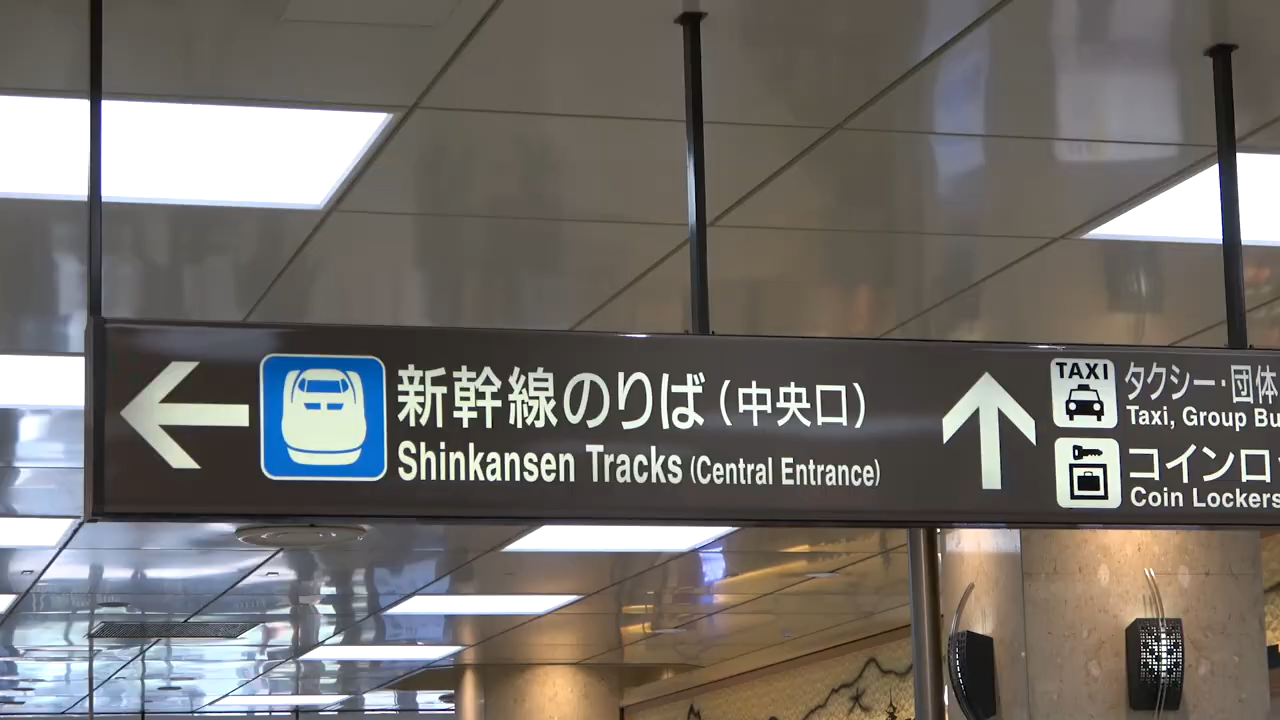 新幹線のりば（中央口）
Shinkansen Tracks (Central Entrance)
TAXI
タクシー・団体
Taxi, Group Bu
コインロ
Coin Lockers